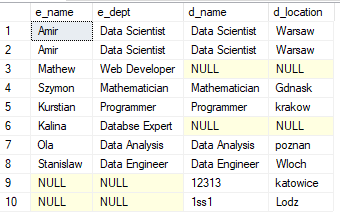 e_name e_dept d_name d_location
1 Amir Data Scientist Data Scientist Warsaw
2 Amir Data Scientist Data Scientist Warsaw
3 Mathew Web Developer NULL NULL
4 Szymon Mathematician Mathematician Gdnask
5 Kurstian Programmer Programmer krakow
6 Kalina Databse Expert NULL NULL
7 Ola Data Analysis Data Analysis poznan
8 Stanislaw Data Engineer Data Engineer Wloch
9 NULL NULL 12313 katowice
10 NULL NULL 1ss1 Lodz